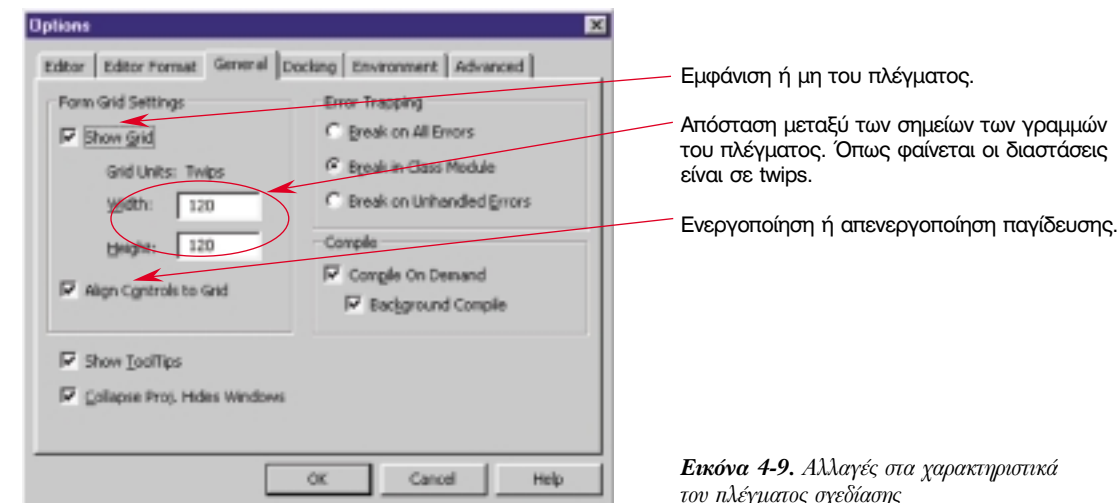 Options
Editor Editor Format General Docking Environment Advanced
Form Grid Settings
Show Grid
Grid Units: Twips
Width: 120
Height: 120
Align Controls to Grid
Error Trapping
Break on All Errors
Break in Class Module
Break on Unhandled Errors
Compile
Compile On Demand
Background Compile
Show ToolTips
Collapse Proj. Hides Windows
OK Cancel Help
Εμφάνιση ή μη του πλέγματος.
Απόσταση μεταξύ των σημείων των γραμμών
του πλέγματος. Όπως φαίνεται οι διαστάσεις
είναι σε twips.
Ενεργοποίηση ή απενεργοποίηση παγίδευσης.
Εικόνα 4-9. Αλλαγές στα χαρακτηριστικά
του πλέγματος σχεδίασης